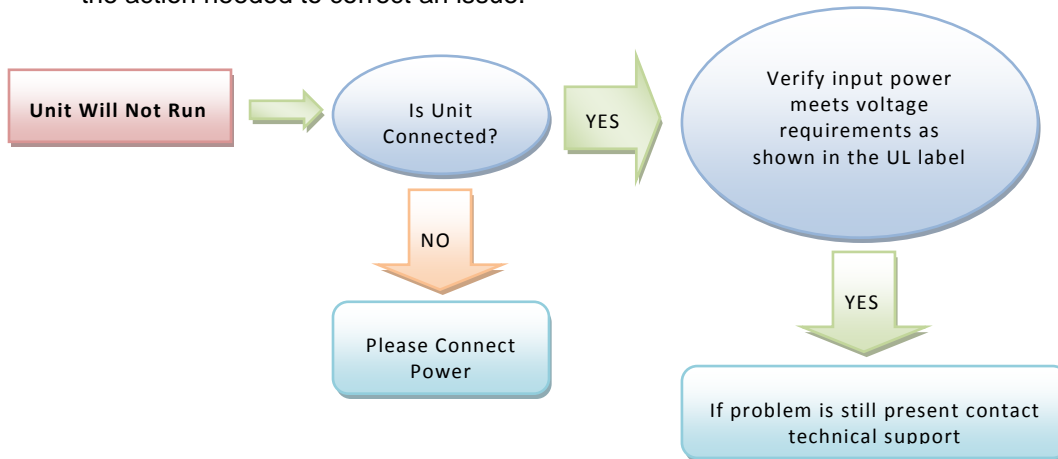 the action needed to correct an issue.
Unit Will Not Run
Is Unit
Connected?
YES
Verify input power
meets voltage
requirements as
shown in the UL label
NO
YES
Please Connect
Power
If problem is still present contact
technical support